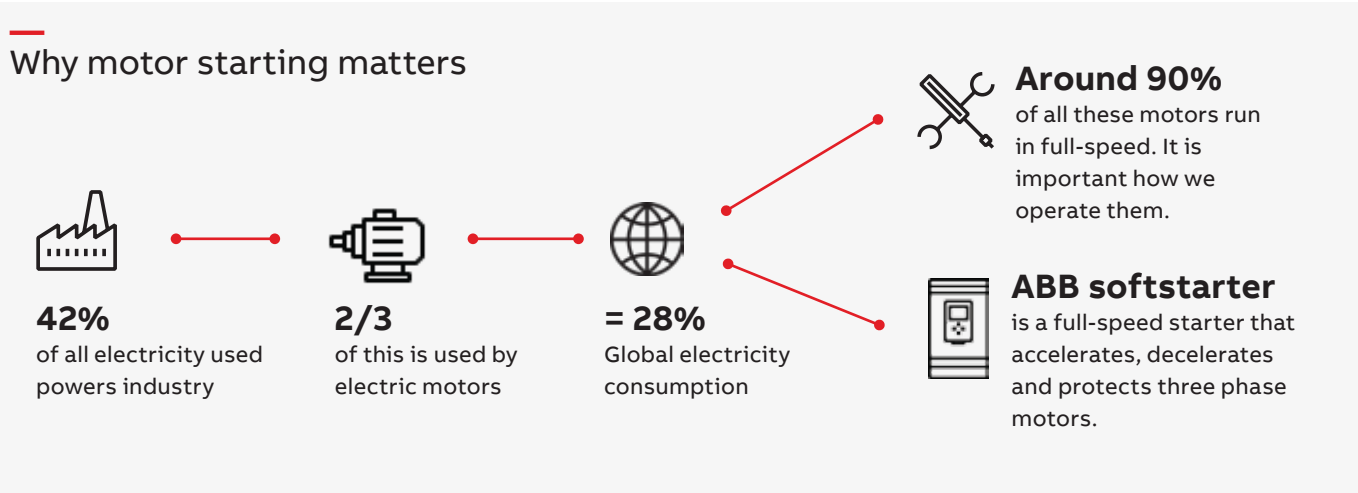 Why motor starting matters
42%
of all electricity used
powers industry
2/3
of this is used by
electric motors
= 28%
Global electricity
consumption
Around 90%
of all these motors run
in full-speed. It is
important how we
operate them.
ABB softstarter
is a full-speed starter that
accelerates, decelerates
and protects three phase
motors.